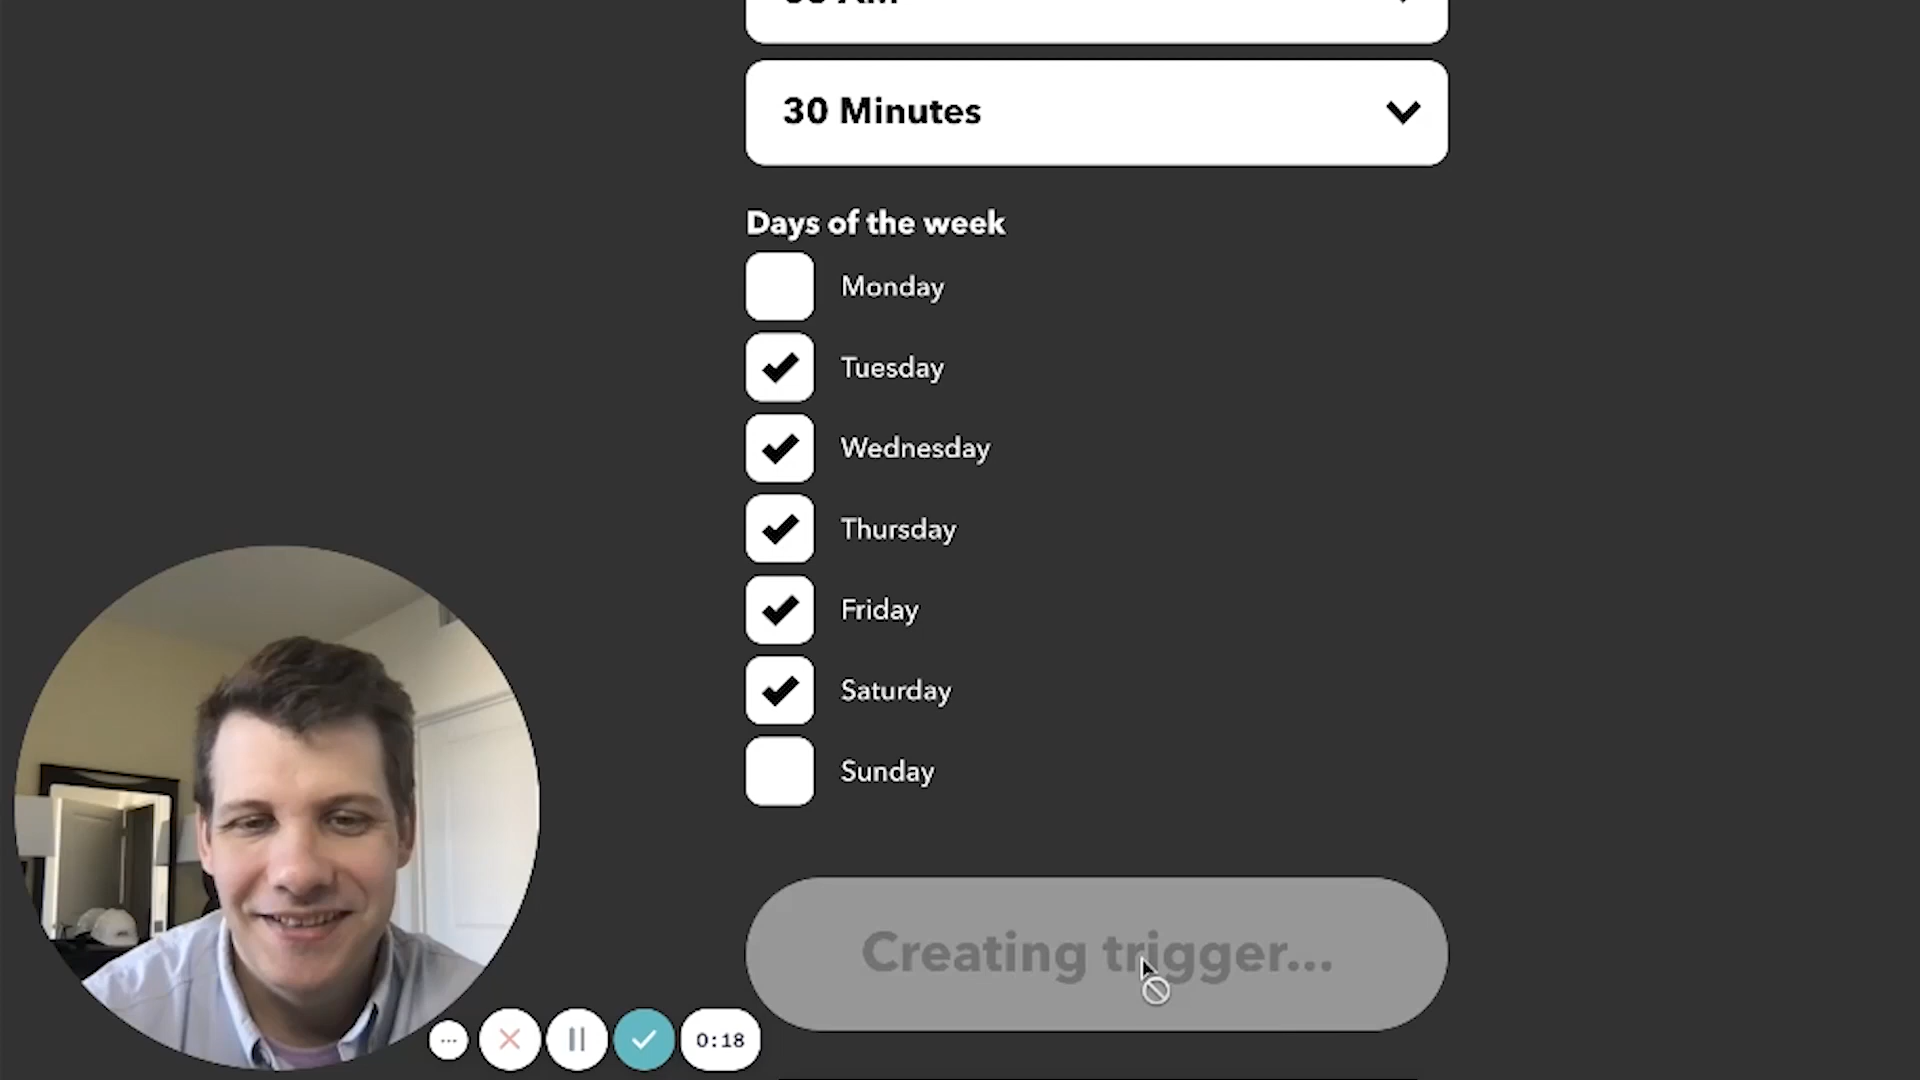 30 Minutes
Days of the week
Monday
Tuesday
Wednesday
Thursday
Friday
Saturday
Sunday
Creating trigger...
0:18